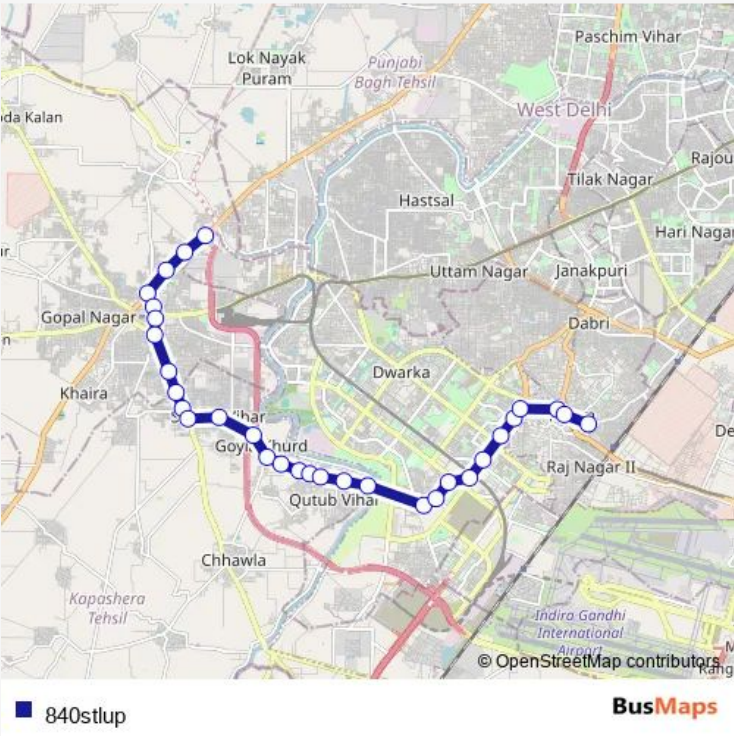 Paschim Vihar
Lok Nayak
Puram
Punjabi
Bagh Tehsil
West Delhi
da Kalan
Rajou
Tilak Nagar
Hastsal
Hari Nagar
Uttam Nagar
Janakpuri
Gopal Nagar
Dabri
Dwarka
Khaira
De
Raj Nagar II
Qutub Vihar
Chhawla
Kapashera
Tehsil
Indira Gandhi
International
Airport
© OpenStreetMap contributors
840stlup
BusMaps